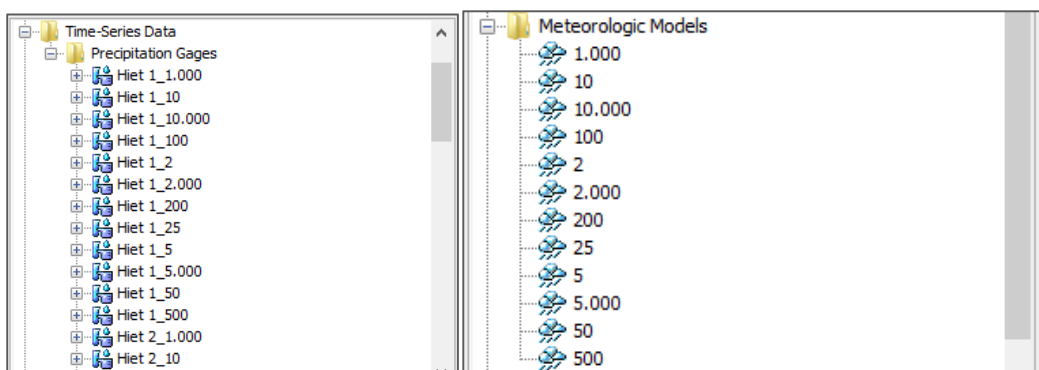 Time-Series Data
Precipitation Gages
Hiet 1_1.000
Hiet 1_10
Hiet 1_10.000
Hiet 1_100
Hiet 1_2
Hiet 1_2.000
Hiet 1_200
Hiet 1_25
Hiet 1_5
Hiet 1_5.000
Hiet 1_50
Hiet 1_500
Hiet 2_1.000
Hiet 2_10
Meteorologic Models
1.000
10
10.000
100
2
2.000
200
25
5
5.000
50
500